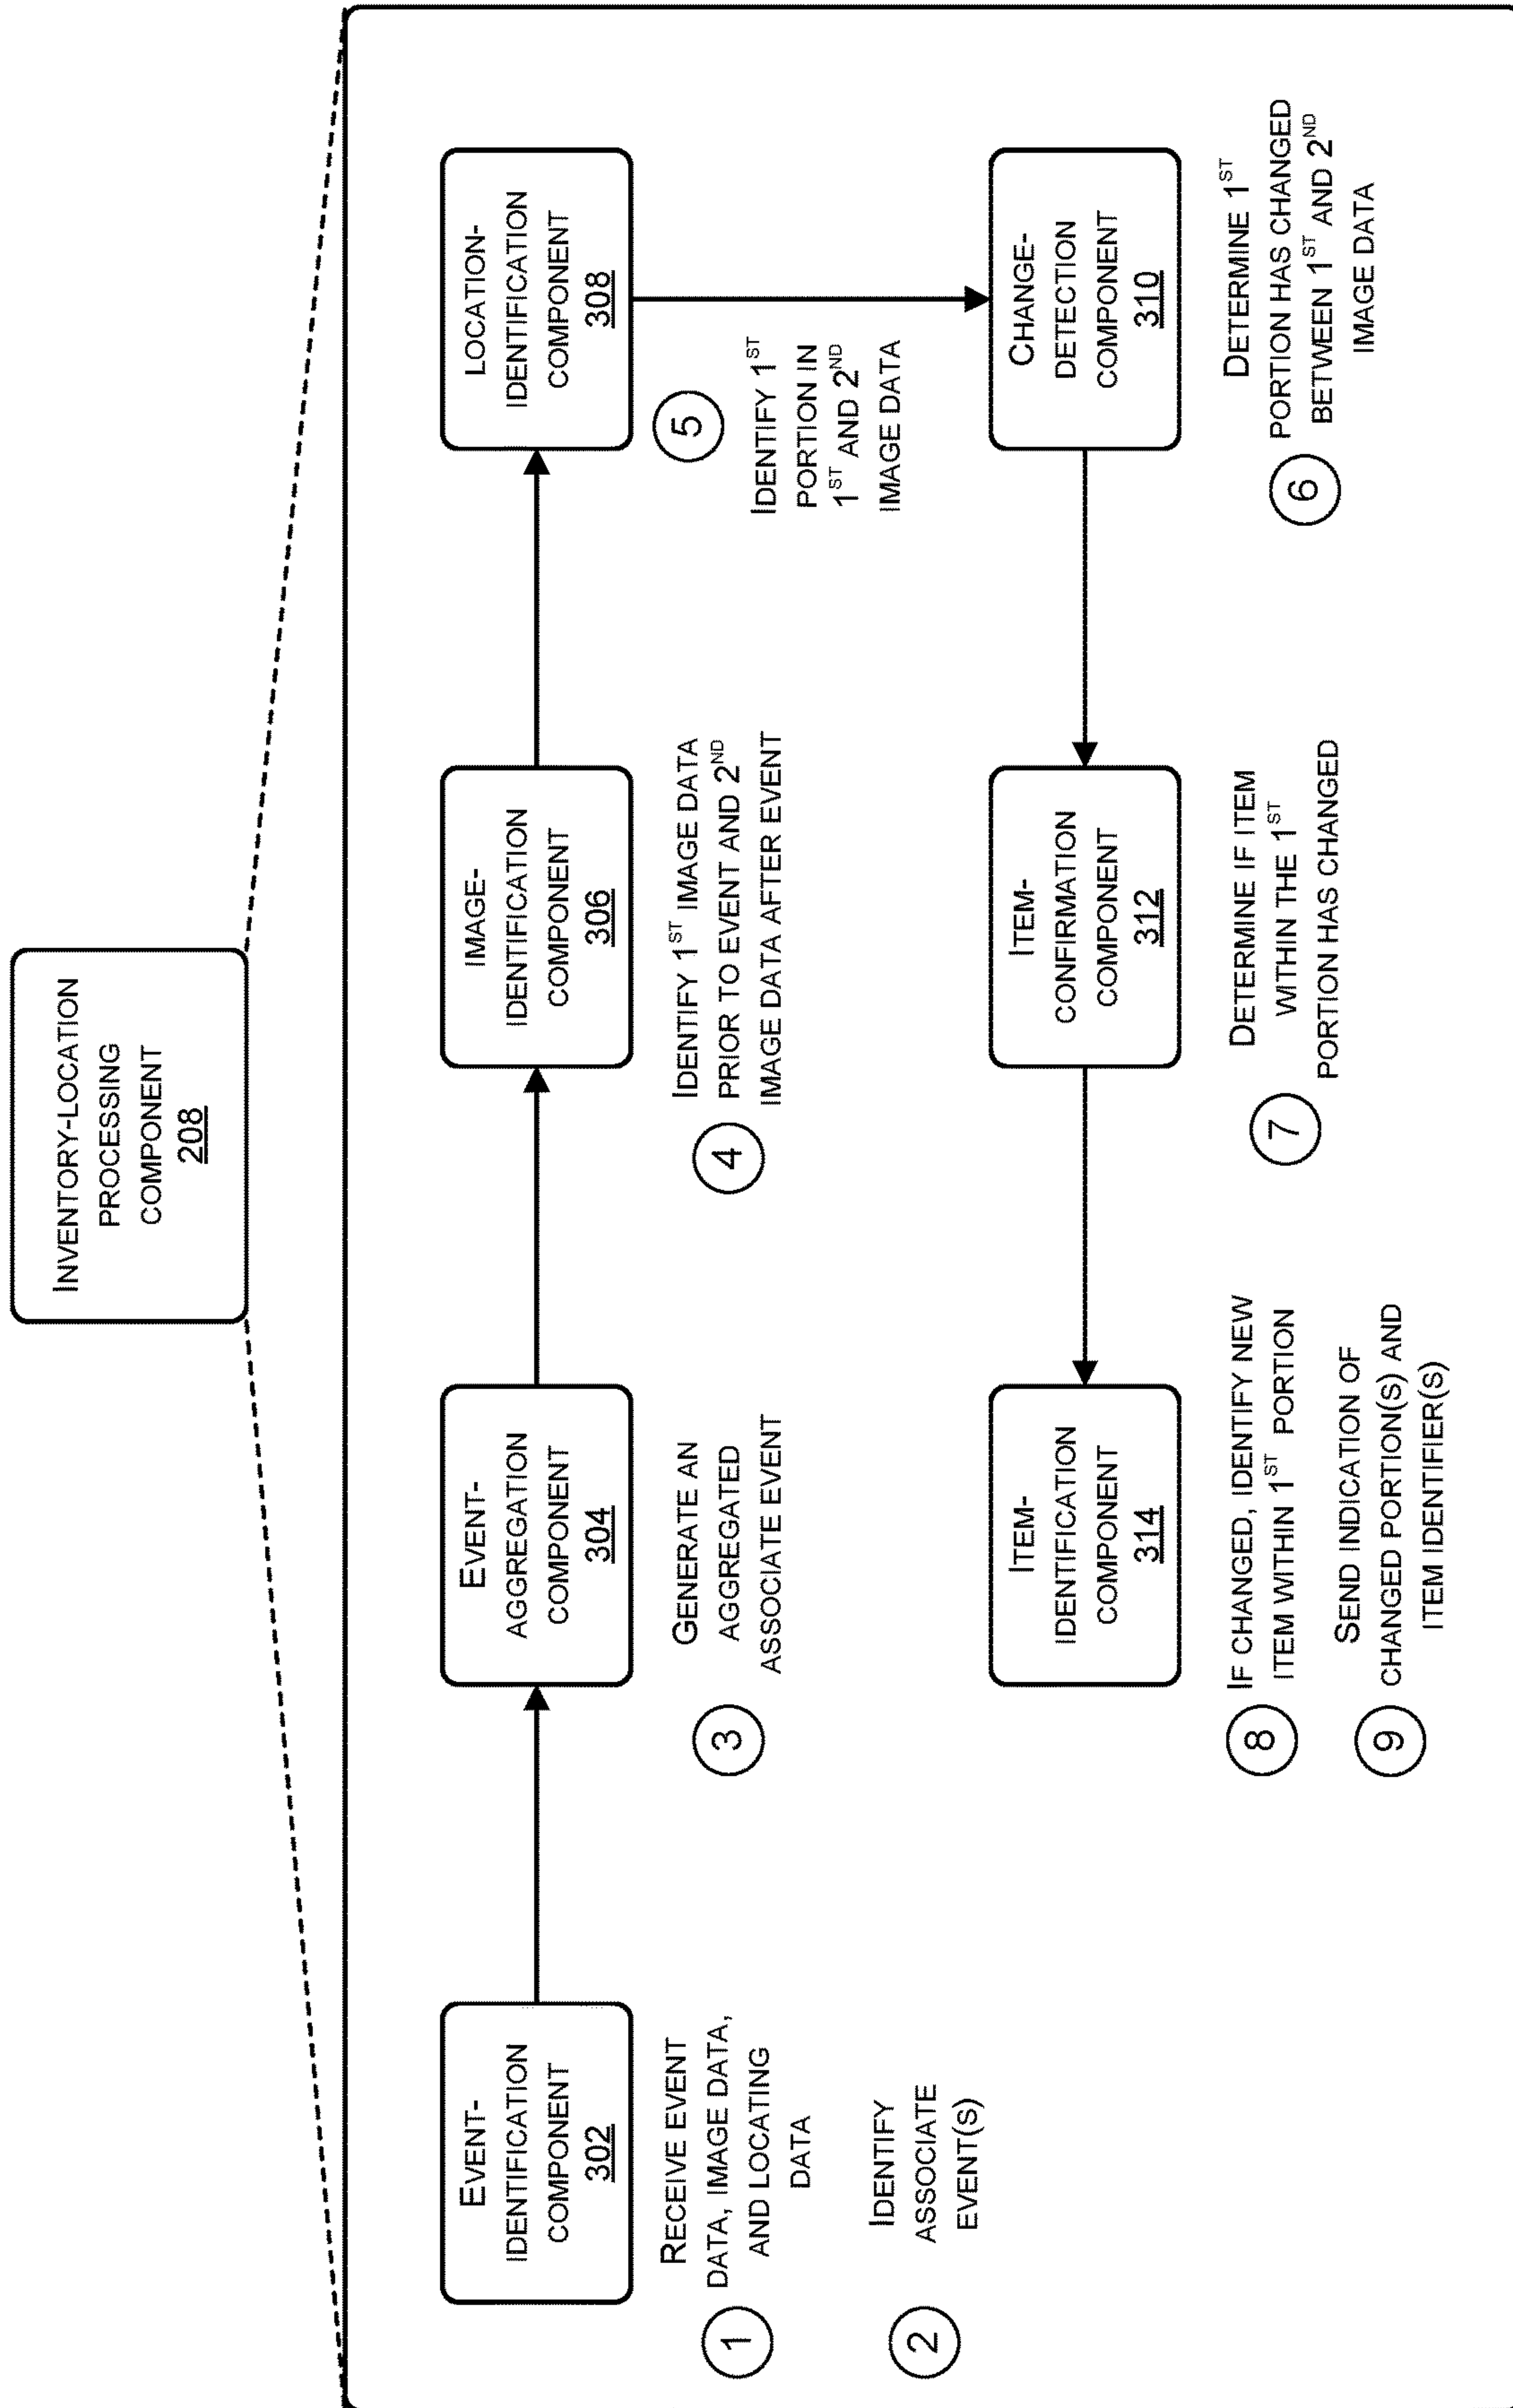 INVENTORY-LOCATION
PROCESSING
COMPONENT
208
EVENT-
IDENTIFICATION
COMPONENT
302
1
RECEIVE EVENT
DATA, IMAGE DATA,
AND LOCATING
DATA
2
IDENTIFY
ASSOCIATE
EVENT(S)
EVENT-
AGGREGATION
COMPONENT
304
3
GENERATE AN
AGGREGATED
ASSOCIATE EVENT
IMAGE-
IDENTIFICATION
COMPONENT
306
4
IDENTIFY 1ST IMAGE DATA
PRIOR TO EVENT AND 2ND
IMAGE DATA AFTER EVENT
LOCATION-
IDENTIFICATION
COMPONENT
308
5
IDENTIFY 1ST
PORTION IN
1ST AND 2ND
IMAGE DATA
CHANGE-
DETECTION
COMPONENT
310
6
DETERMINE 1ST
PORTION HAS CHANGED
BETWEEN 1ST AND 2ND
IMAGE DATA
ITEM-
CONFIRMATION
COMPONENT
312
7
DETERMINE IF ITEM
WITHIN THE 1ST
PORTION HAS CHANGED
ITEM-
IDENTIFICATION
COMPONENT
314
8
IF CHANGED, IDENTIFY NEW
ITEM WITHIN 1ST PORTION
9
SEND INDICATION OF
CHANGED PORTION(S) AND
ITEM IDENTIFIER(S)